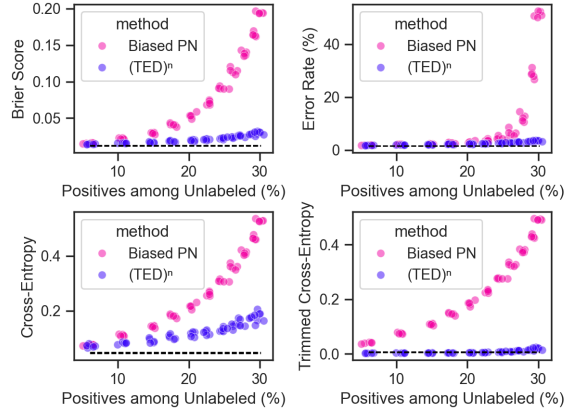 Brier Score
0.20
0.15
0.10
0.05
method
Biased PN
(TED)ⁿ
10
20
30
Positives among Unlabeled (%)
Error Rate (%)
40
20
0
method
Biased PN
(TED)ⁿ
10
20
30
Positives among Unlabeled (%)
Cross-Entropy
0.4
0.2
method
Biased PN
(TED)ⁿ
10
20
30
Positives among Unlabeled (%)
Trimmed Cross-Entropy
0.4
0.2
0.0
method
Biased PN
(TED)ⁿ
10
20
30
Positives among Unlabeled (%)